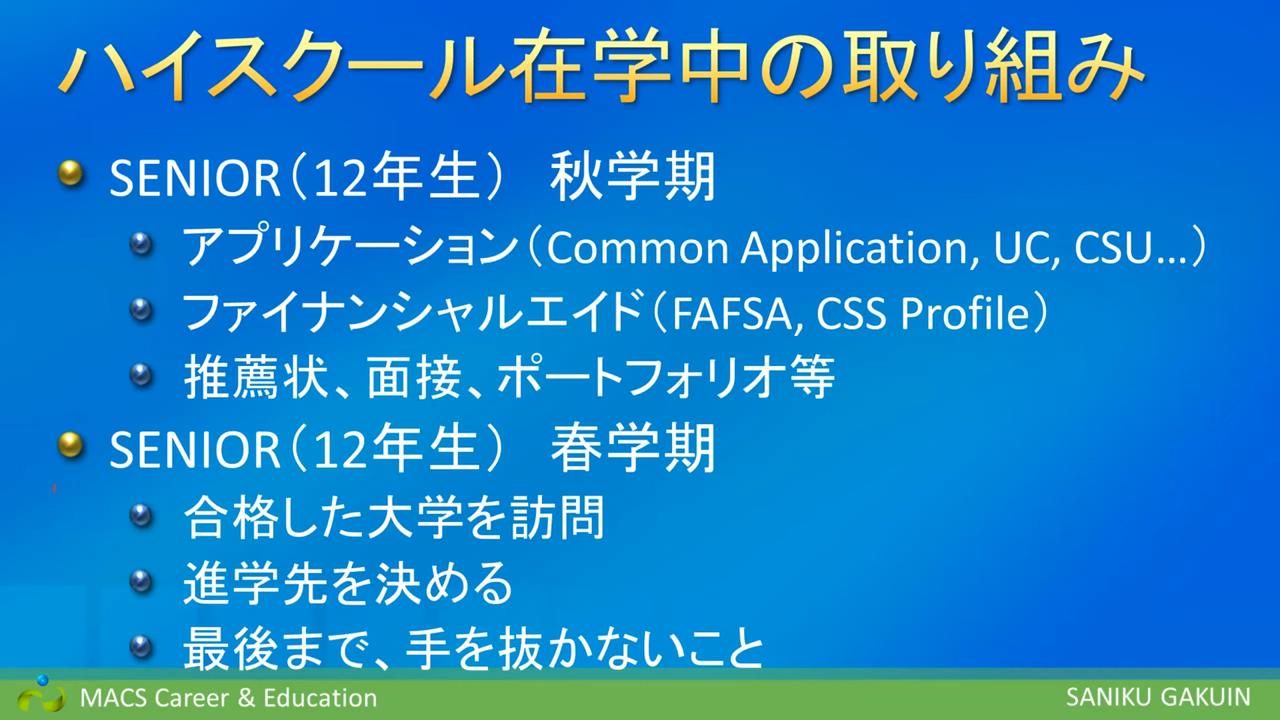 ハイスクール在学中の取り組み
SENIOR（12年生）　秋学期
アプリケーション（Common Application, UC, CSU…）
ファイナンシャルエイド（FAFSA, CSS Profile）
推薦状、面接、ポートフォリオ等
SENIOR（12年生）　春学期
合格した大学を訪問
進学先を決める
最後まで、手を抜かないこと
MACS Career & Education
SANIKU GAKUIN